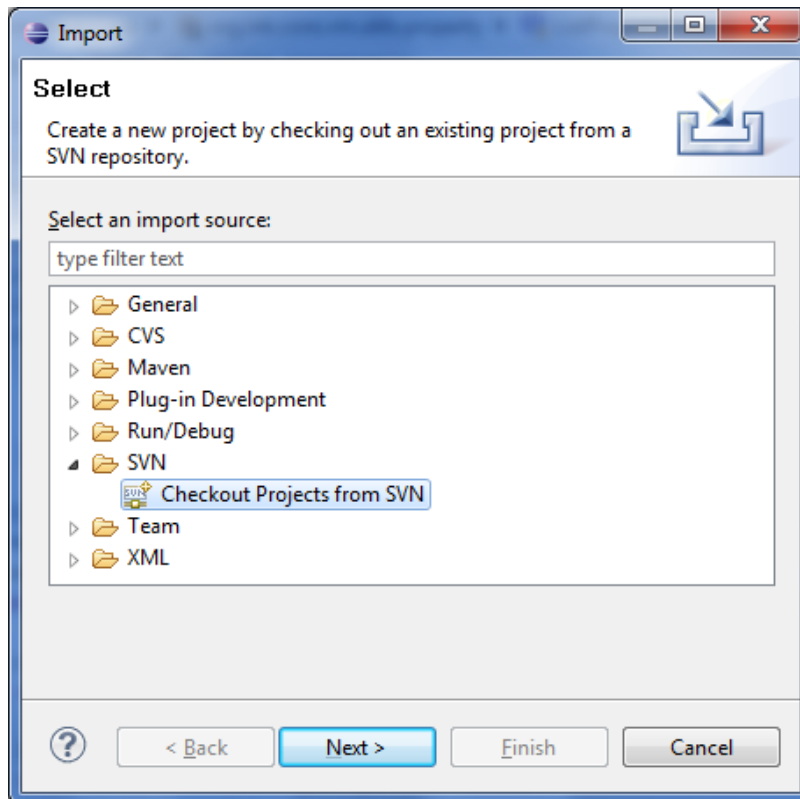 Import
Select
Create a new project by checking out an existing project from a
SVN repository.
Select an import source:
type filter text
General
CVS
Maven
Plug-in Development
Run/Debug
SVN
Checkout Projects from SVN
Team
XML
? < Back Next > Finish Cancel